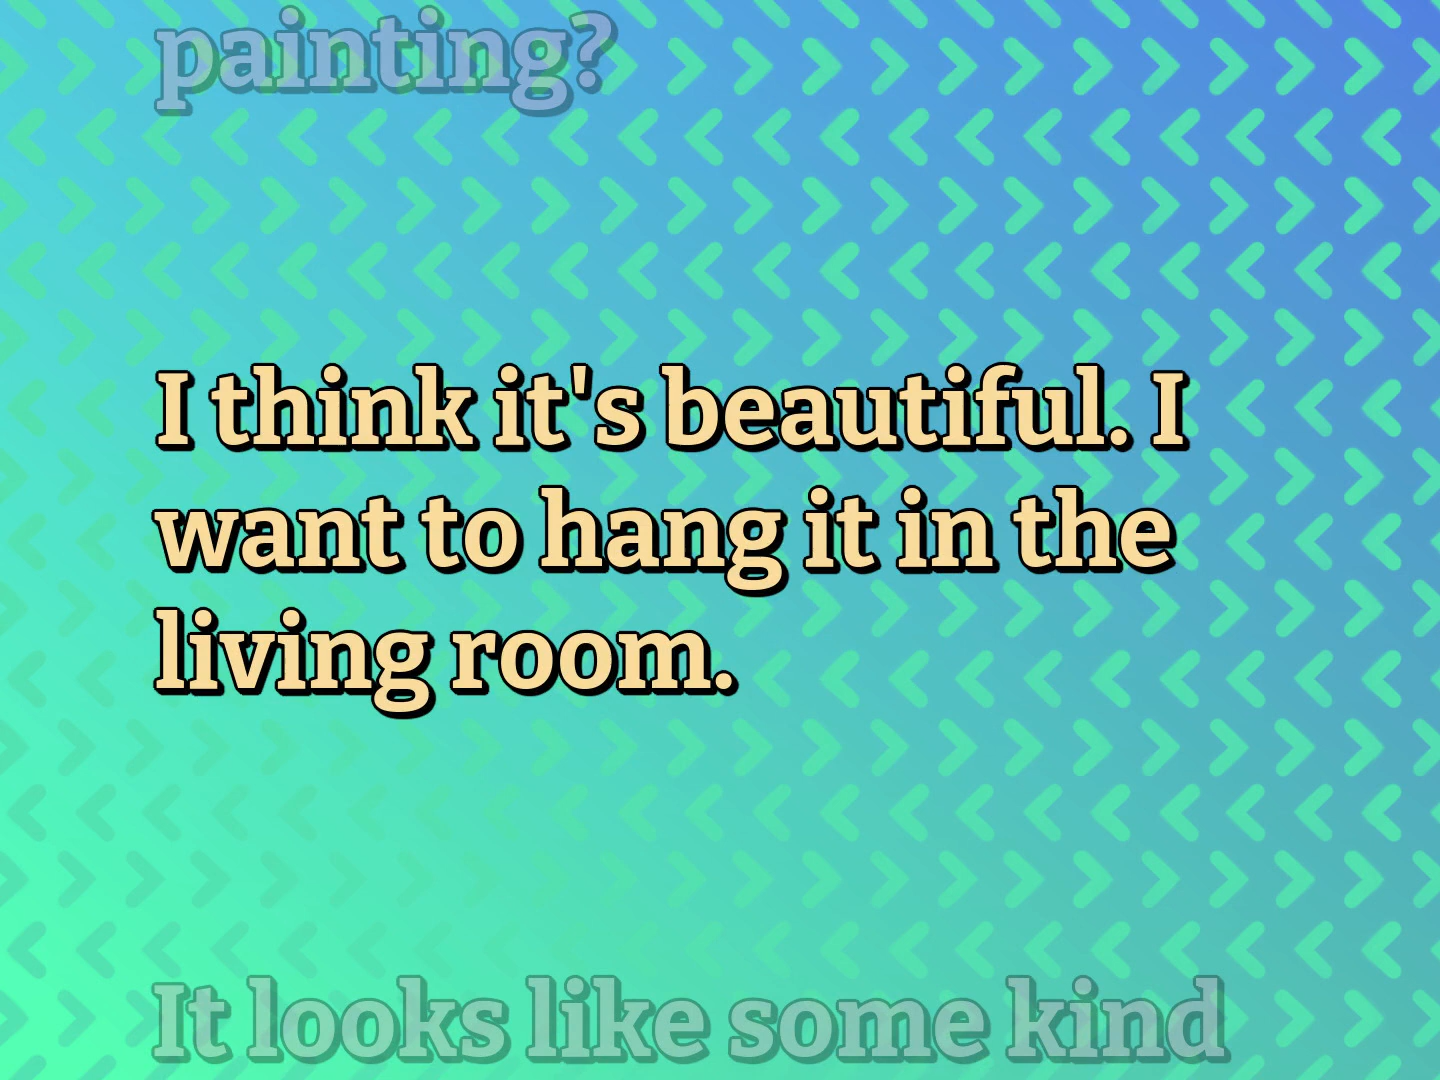 painting?
I think it's beautiful. I
want to hang it in the
living room.
It looks like some kind